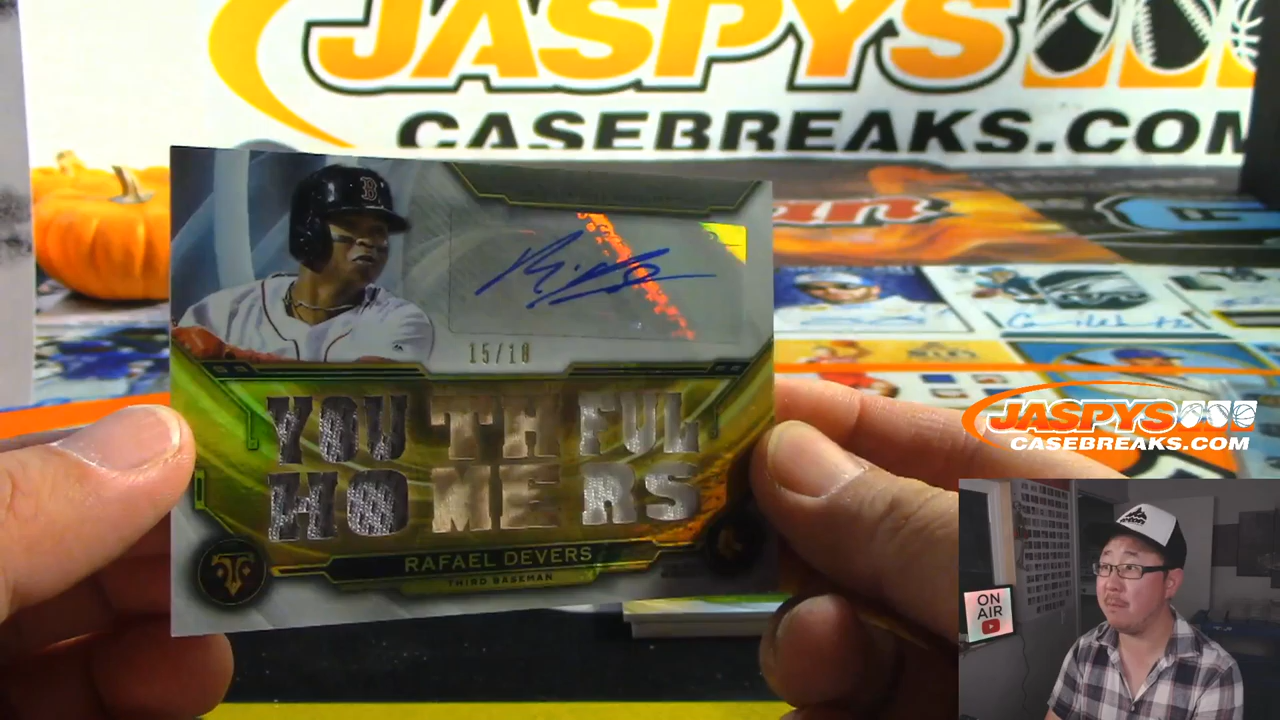 JASPYS
CASEBREAKS.COM
B
15/18
YOUTHFUL
HOMERS
RAFAEL DEVERS
THIRD BASEMAN
T
JASPYS
CASEBREAKS.COM
ON
AIR